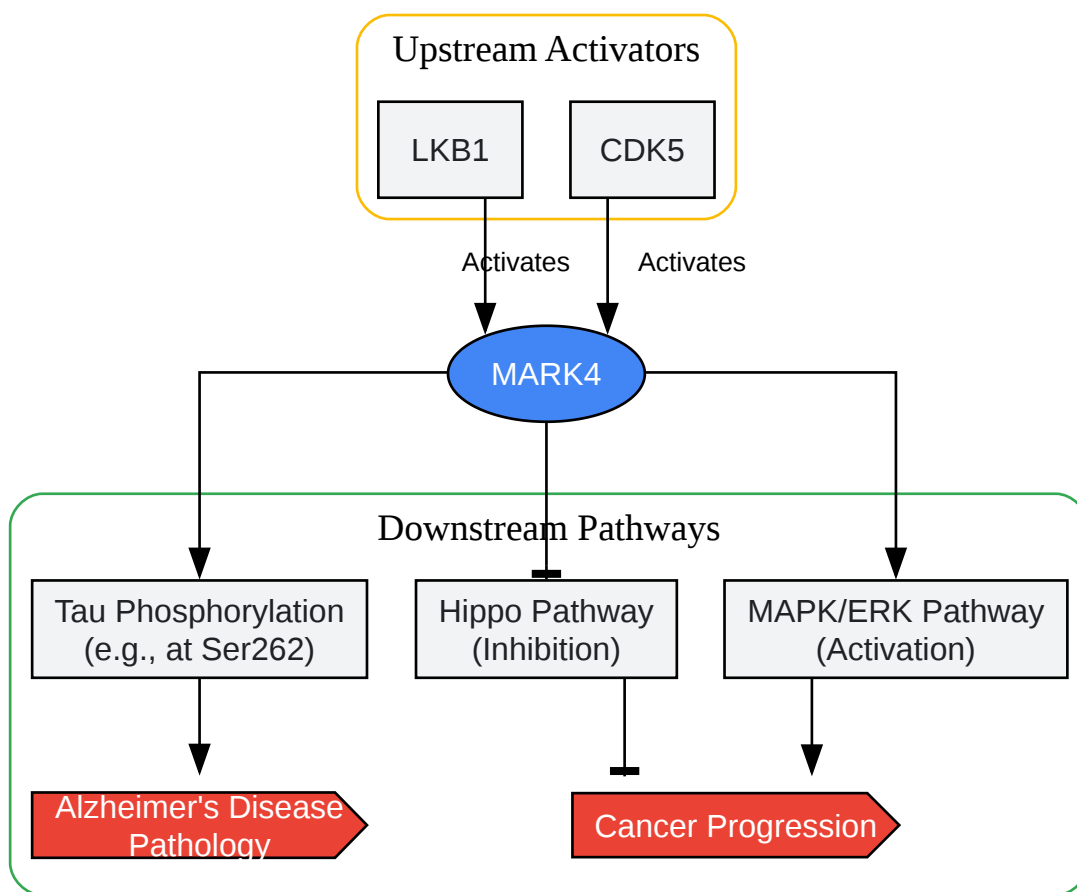 Upstream Activators
LKB1
CDK5
Activates
Activates
MARK4
Downstream Pathways
Tau Phosphorylation
(e.g., at Ser262)
Hippo Pathway
(Inhibition)
MAPK/ERK Pathway
(Activation)
Alzheimer's Disease
Pathology
Cancer Progression